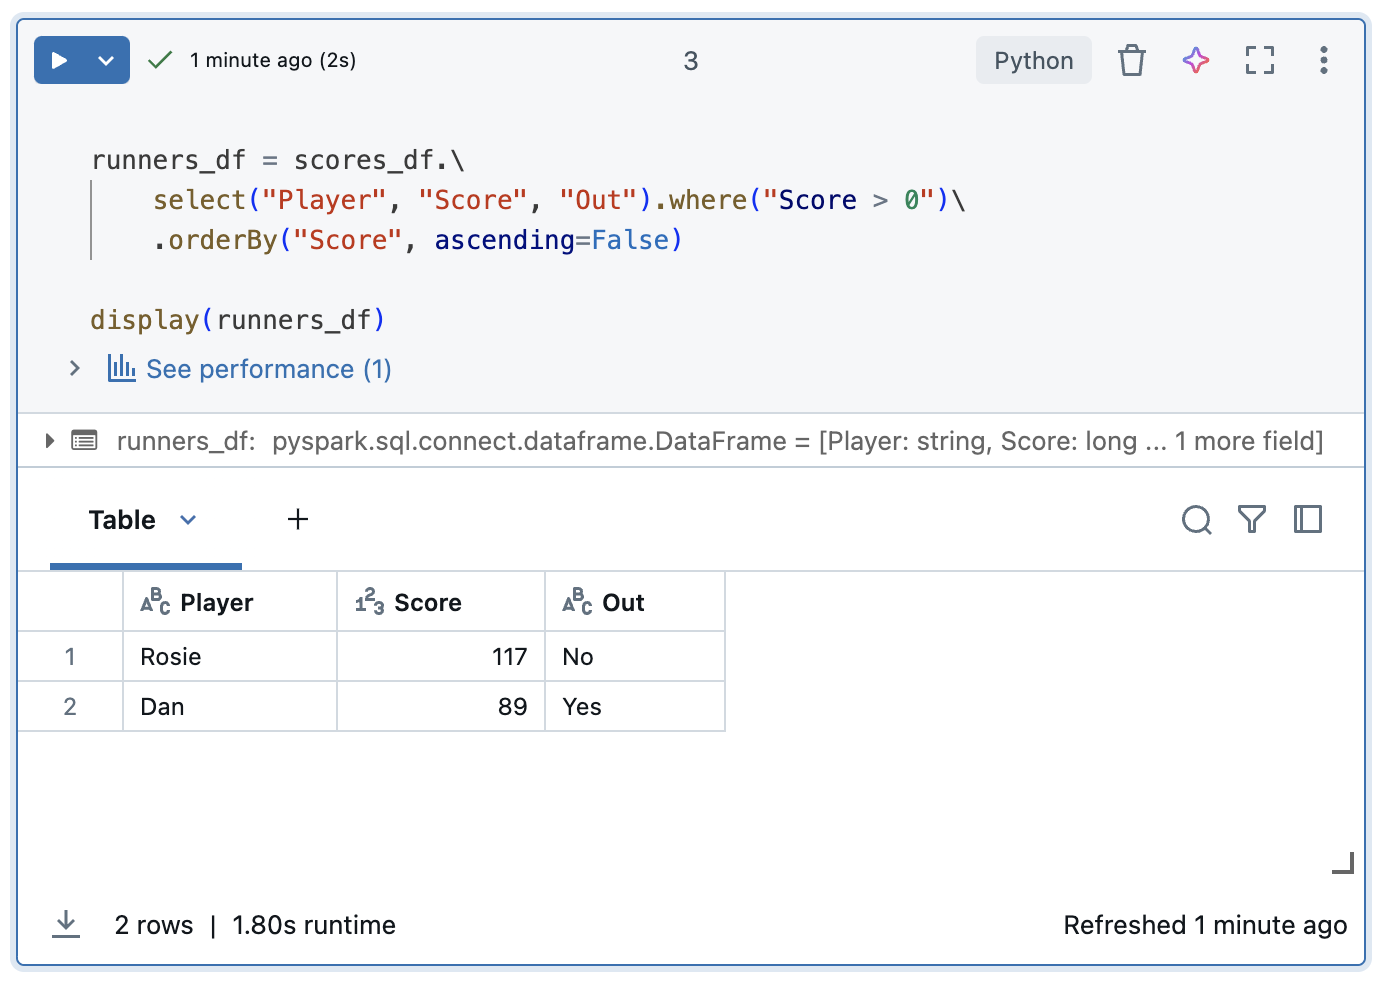 1 minute ago (2s)
3
Python
runners_df = scores_df.\
    select("Player", "Score", "Out").where("Score > 0")\
    .orderBy("Score", ascending=False)
display(runners_df)
See performance (1)
runners_df: pyspark.sql.connect.dataframe.DataFrame = [Player: string, Score: long ... 1 more field]
Table
ABC Player 123 Score ABC Out
1 Rosie 117 No
2 Dan 89 Yes
2 rows | 1.80s runtime
Refreshed 1 minute ago